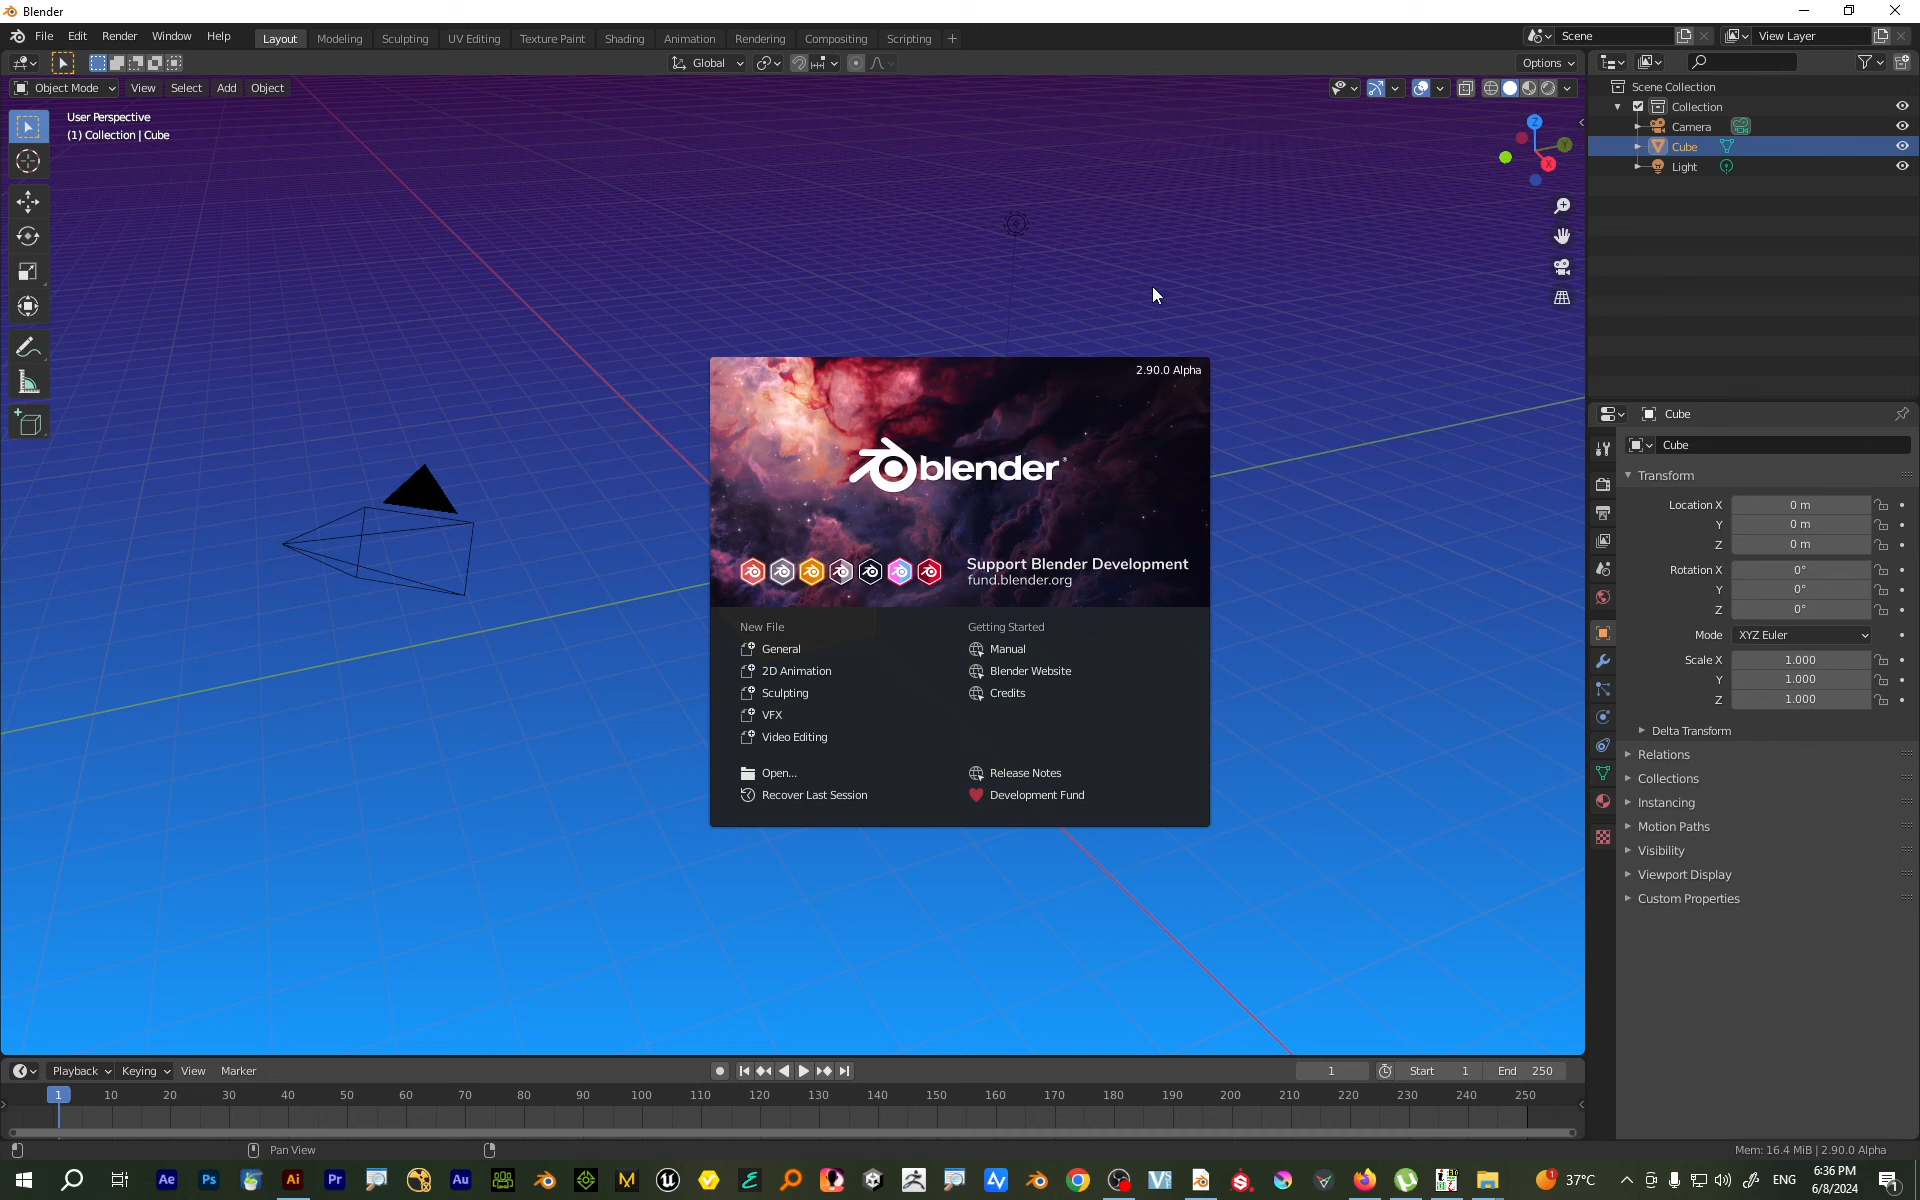 Blender
File Edit Render Window Help Layout Modeling Sculpting UV Editing Texture Paint Shading Animation Rendering Compositing Scripting + Scene View Layer
Global Options
Object Mode View Select Add Object
User Perspective
(1) Collection | Cube
Z
Y
X
Scene Collection
Collection
Camera
Cube
Light
2.90.0 Alpha
blender
Support Blender Development
fund.blender.org
New File
General
2D Animation
Sculpting
VFX
Video Editing
Open...
Recover Last Session
Getting Started
Manual
Blender Website
Credits
Release Notes
Development Fund
Cube
Cube
Transform
Location X 0 m
Y 0 m
Z 0 m
Rotation X 0°
Y 0°
Z 0°
Mode XYZ Euler
Scale X 1.000
Y 1.000
Z 1.000
Delta Transform
Relations
Collections
Instancing
Motion Paths
Visibility
Viewport Display
Custom Properties
Playback Keying View Marker 1 Start 1 End 250
1 10 20 30 40 50 60 70 80 90 100 110 120 130 140 150 160 170 180 190 200 210 220 230 240 250
Pan View Mem: 16.4 MiB | 2.90.0 Alpha
Ae Ps Ai Pr Au M 37°C ENG 6:36 PM
6/8/2024